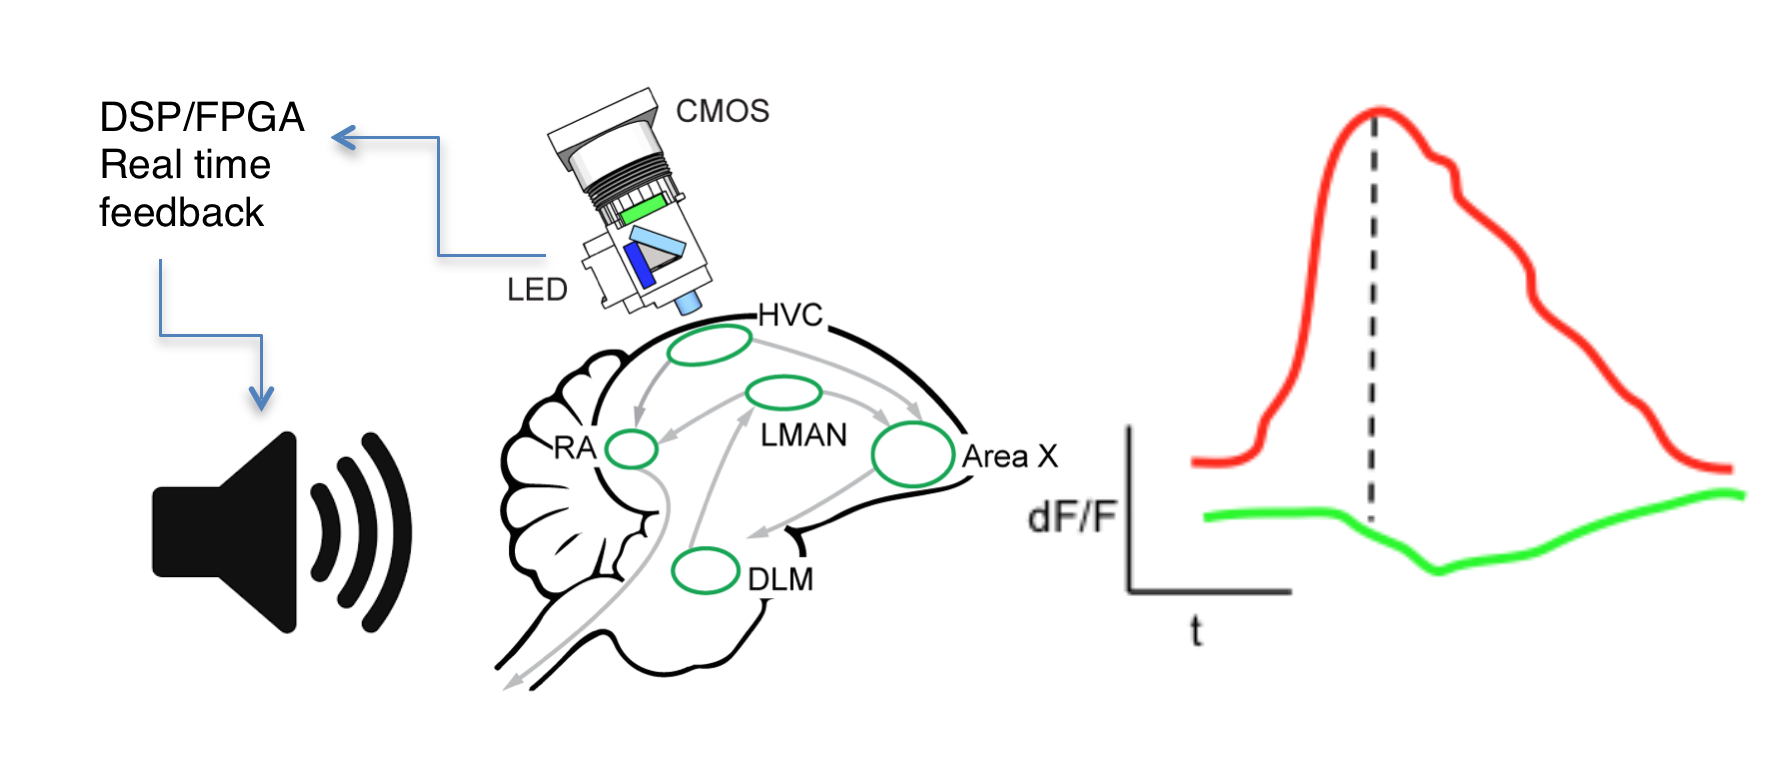 DSP/FPGA
Real time
feedback
CMOS
LED
HVC
LMAN
RA
Area X
DLM
dF/F
t